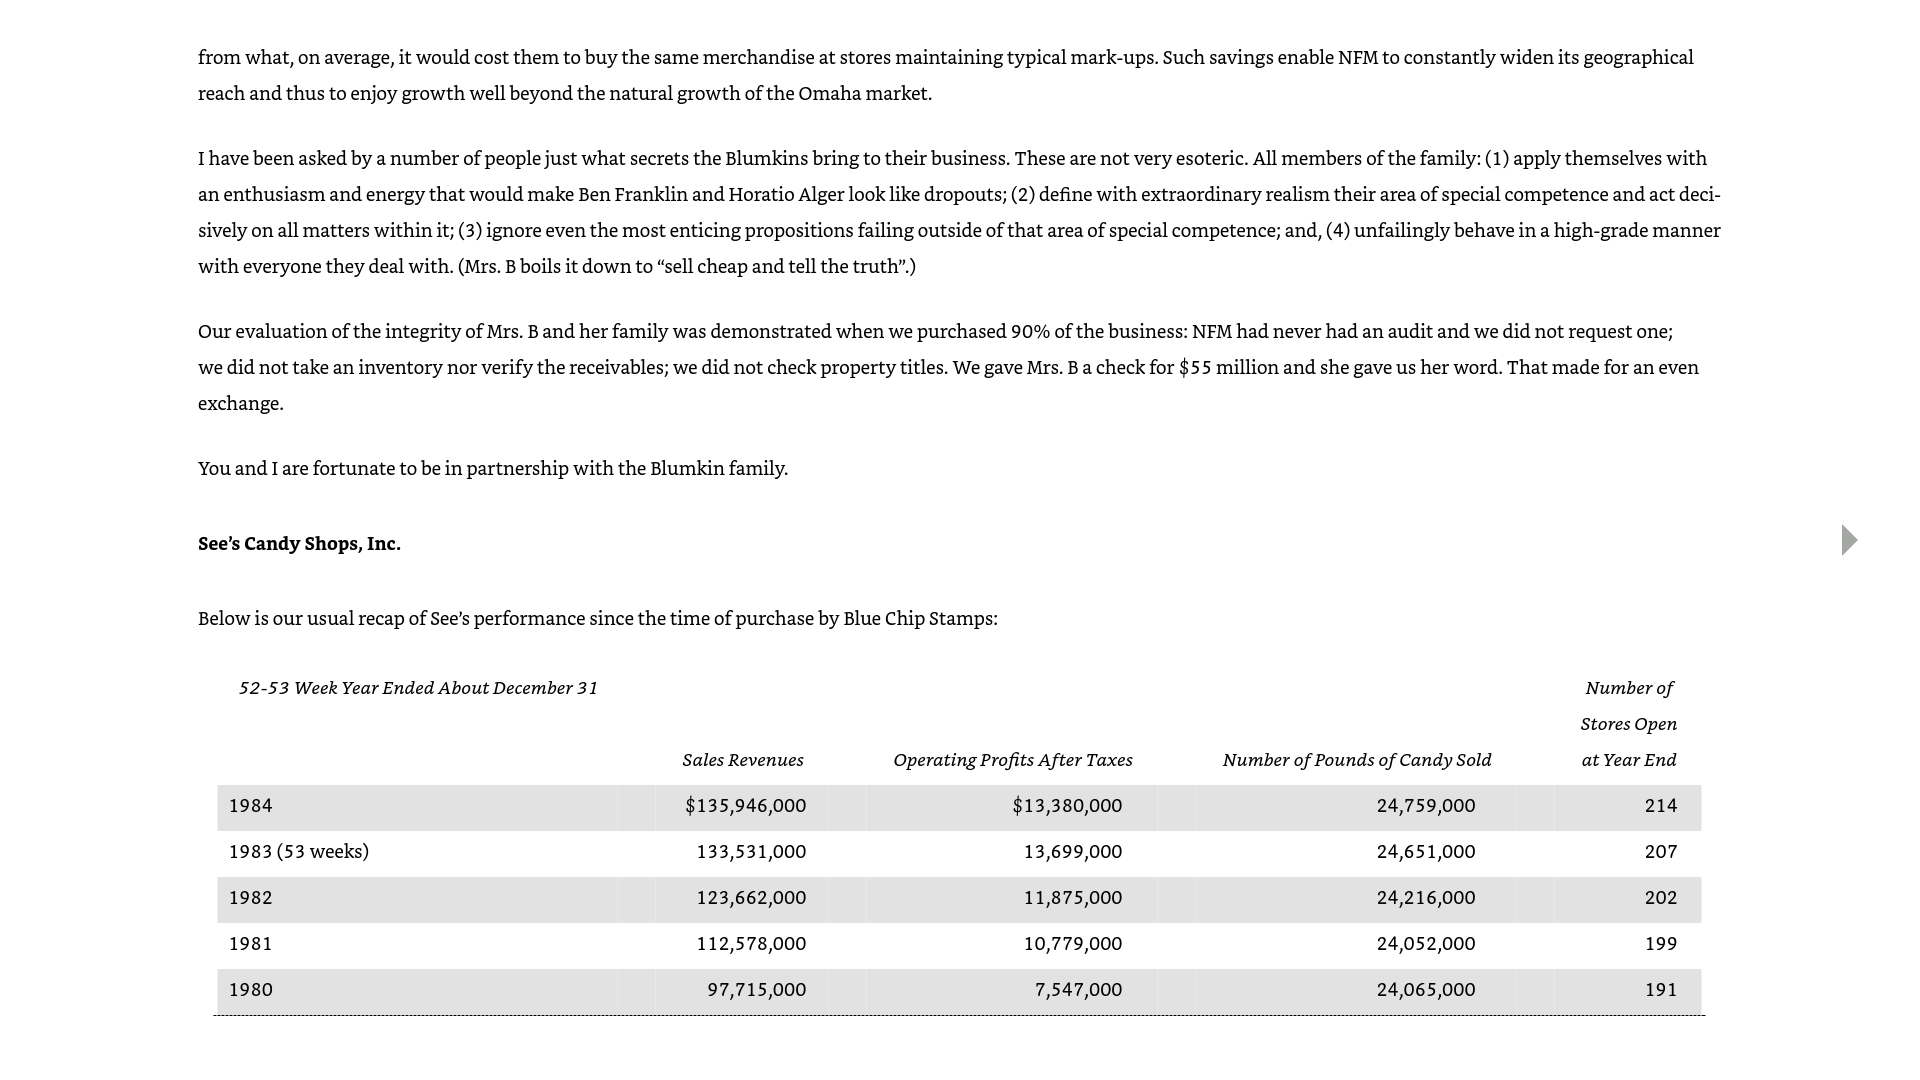 from what, on average, it would cost them to buy the same merchandise at stores maintaining typical mark-ups. Such savings enable NFM to constantly widen its geographical
reach and thus to enjoy growth well beyond the natural growth of the Omaha market.
I have been asked by a number of people just what secrets the Blumkins bring to their business. These are not very esoteric. All members of the family: (1) apply themselves with
an enthusiasm and energy that would make Ben Franklin and Horatio Alger look like dropouts; (2) define with extraordinary realism their area of special competence and act deci-
sively on all matters within it; (3) ignore even the most enticing propositions failing outside of that area of special competence; and, (4) unfailingly behave in a high-grade manner
with everyone they deal with. (Mrs. B boils it down to “sell cheap and tell the truth”.)
Our evaluation of the integrity of Mrs. B and her family was demonstrated when we purchased 90% of the business: NFM had never had an audit and we did not request one;
we did not take an inventory nor verify the receivables; we did not check property titles. We gave Mrs. B a check for $55 million and she gave us her word. That made for an even
exchange.
You and I are fortunate to be in partnership with the Blumkin family.
See’s Candy Shops, Inc.
Below is our usual recap of See’s performance since the time of purchase by Blue Chip Stamps:
52-53 Week Year Ended About December 31 Number of
Stores Open
Sales Revenues Operating Profits After Taxes Number of Pounds of Candy Sold at Year End
1984 $135,946,000 $13,380,000 24,759,000 214
1983 (53 weeks) 133,531,000 13,699,000 24,651,000 207
1982 123,662,000 11,875,000 24,216,000 202
1981 112,578,000 10,779,000 24,052,000 199
1980 97,715,000 7,547,000 24,065,000 191